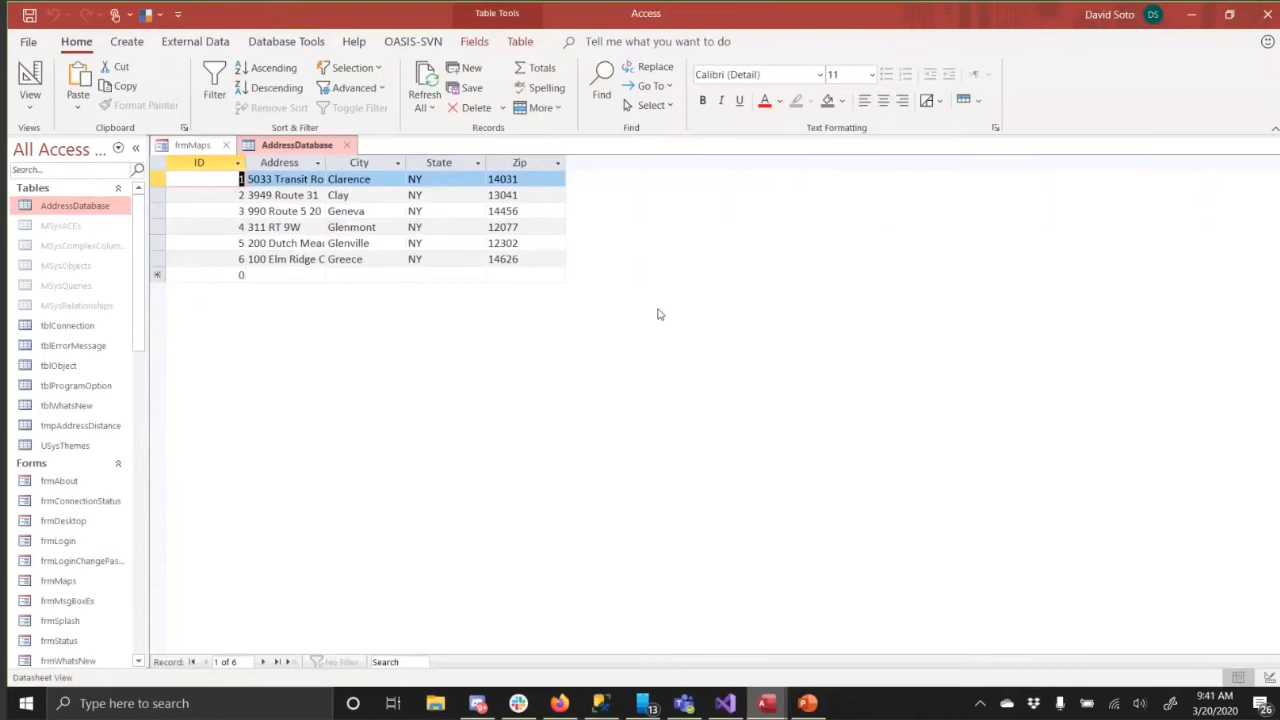 Table Tools
Access
David Soto
DS
File
Home
Create
External Data
Database Tools
Help
OASIS-SVN
Fields
Table
Tell me what you want to do
View
Views
Paste
Cut
Copy
Format Painter
Clipboard
Filter
Ascending
Descending
Remove Sort
Selection
Advanced
Toggle Filter
Sort & Filter
Refresh
All
New
Save
Delete
Totals
Spelling
More
Records
Find
Replace
Go To
Select
Find
Calibri (Detail)
11
B I U
Text Formatting
All Access ...
Search...
Tables
AddressDatabase
MSysACEs
MSysComplexColum...
MSysObjects
MSysQueries
MSysRelationships
tblConnection
tblErrorMessage
tblObject
tblProgramOption
tblWhatsNew
tmpAddressDistance
USysThemes
Forms
frmAbout
frmConnectionStatus
frmDesktop
frmLogin
frmLoginChangePas...
frmMaps
frmMsgBoxEx
frmSplash
frmStatus
frmWhatsNew
frmMaps
AddressDatabase
ID Address City State Zip
1 5033 Transit Ro Clarence NY 14031
2 3949 Route 31 Clay NY 13041
3 990 Route 5 20 Geneva NY 14456
4 311 RT 9W Glenmont NY 12077
5 200 Dutch Mead Glenville NY 12302
6 100 Elm Ridge C Greece NY 14626
0
Record: 1 of 6 No Filter Search
Datasheet View
Type here to search
13
9:41 AM
3/20/2020
26